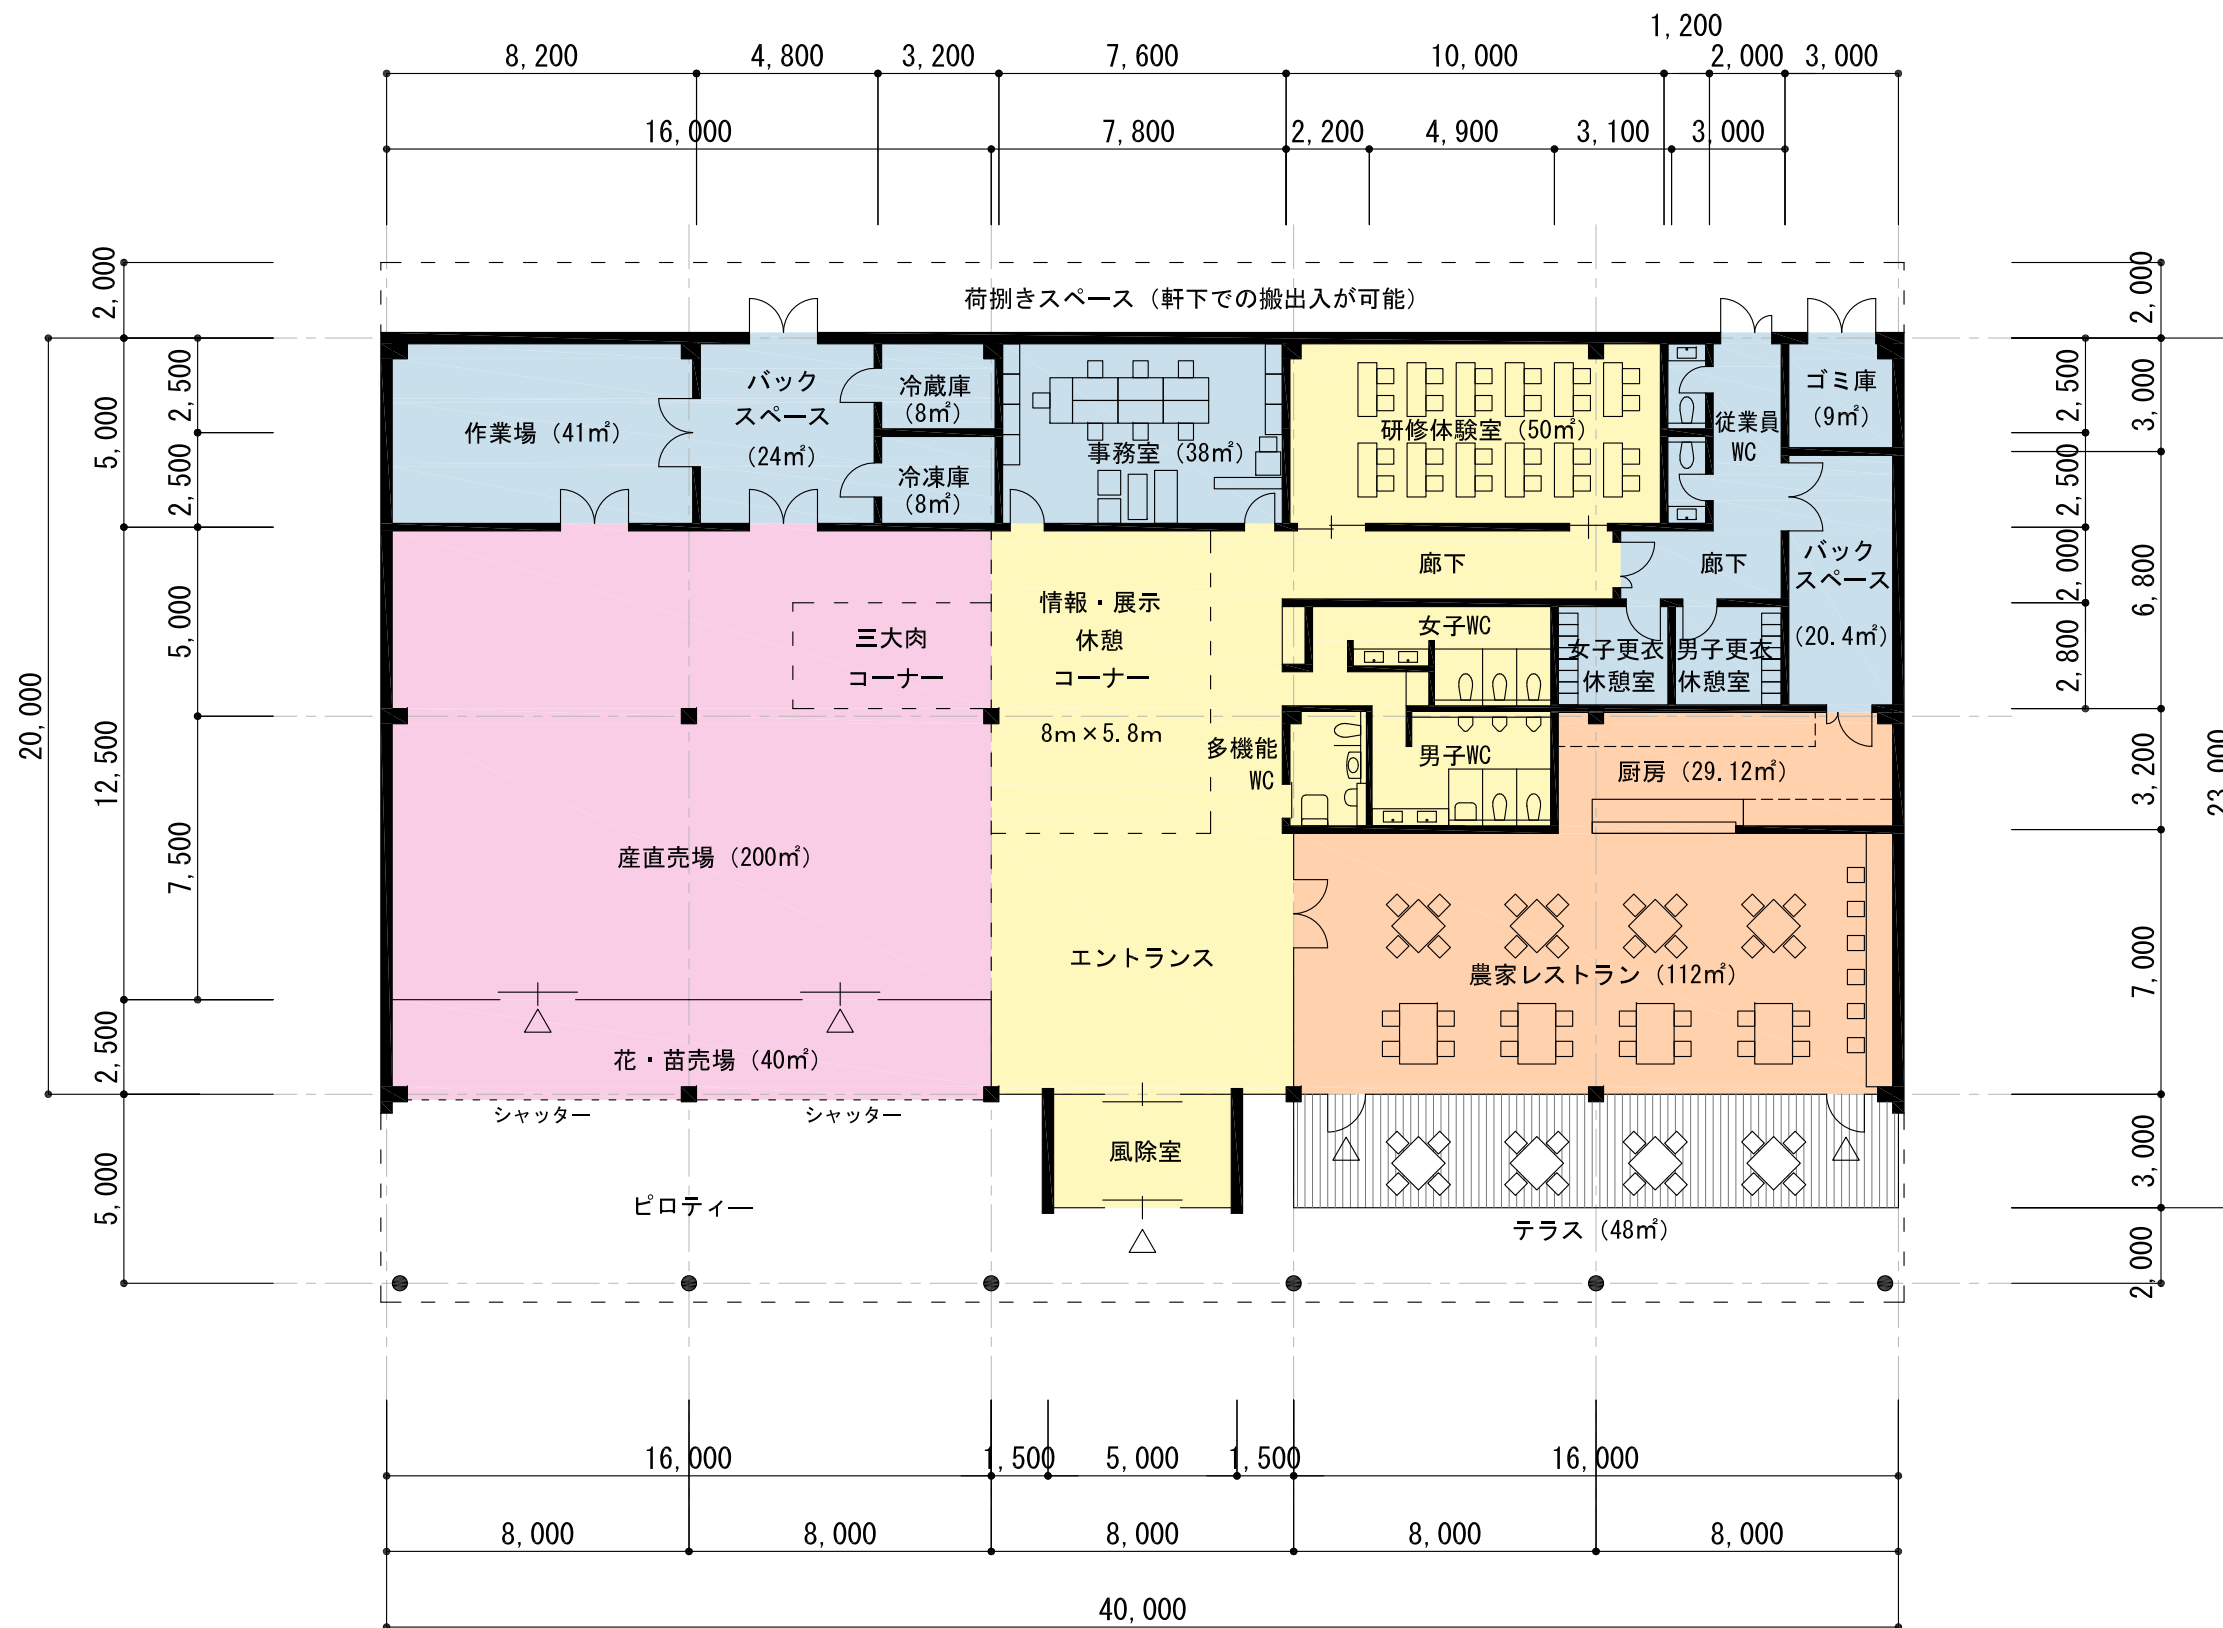 1,200
8,200 4,800 3,200 7,600 10,000 2,000 3,000
16,000 7,800 2,200 4,900 3,100 3,000
荷捌きスペース（軒下での搬出入が可能）
2,000
2,000
5,000
2,500
2,500
20,000
12,500
5,000
7,500
2,500
5,000
作業場（41㎡）
バック
スペース
（24㎡）
冷蔵庫
（8㎡）
冷凍庫
（8㎡）
事務室（38㎡）
研修体験室（50㎡）
従業員
WC
ゴミ庫
（9㎡）
廊下
廊下
バック
スペース
（20.4㎡）
三大肉
コーナー
情報・展示
休憩
コーナー
8m×5.8m
女子WC
女子更衣
休憩室
男子更衣
休憩室
多機能
WC
男子WC
厨房（29.12㎡）
産直売場（200㎡）
エントランス
農家レストラン（112㎡）
花・苗売場（40㎡）
シャッター
シャッター
風除室
ピロティー
テラス（48㎡）
2,500
3,000
2,500
2,000
6,800
2,800
3,200
23,000
7,000
3,000
2,000
16,000 1,500 5,000 1,500 16,000
8,000 8,000 8,000 8,000 8,000
40,000